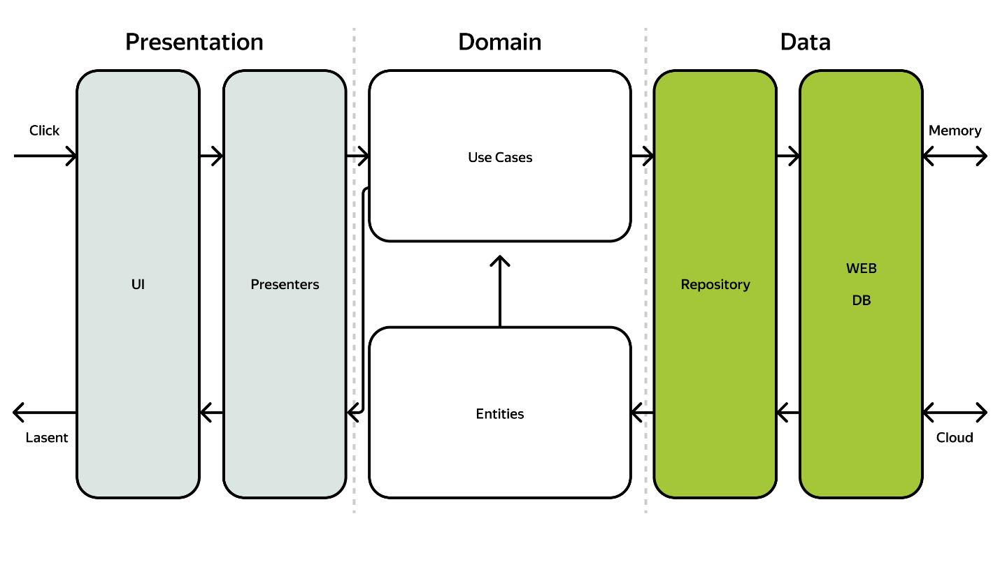 Presentation
Domain
Data
Click
Memory
Use Cases
UI
Presenters
Repository
WEB
DB
Entities
Lasent
Cloud